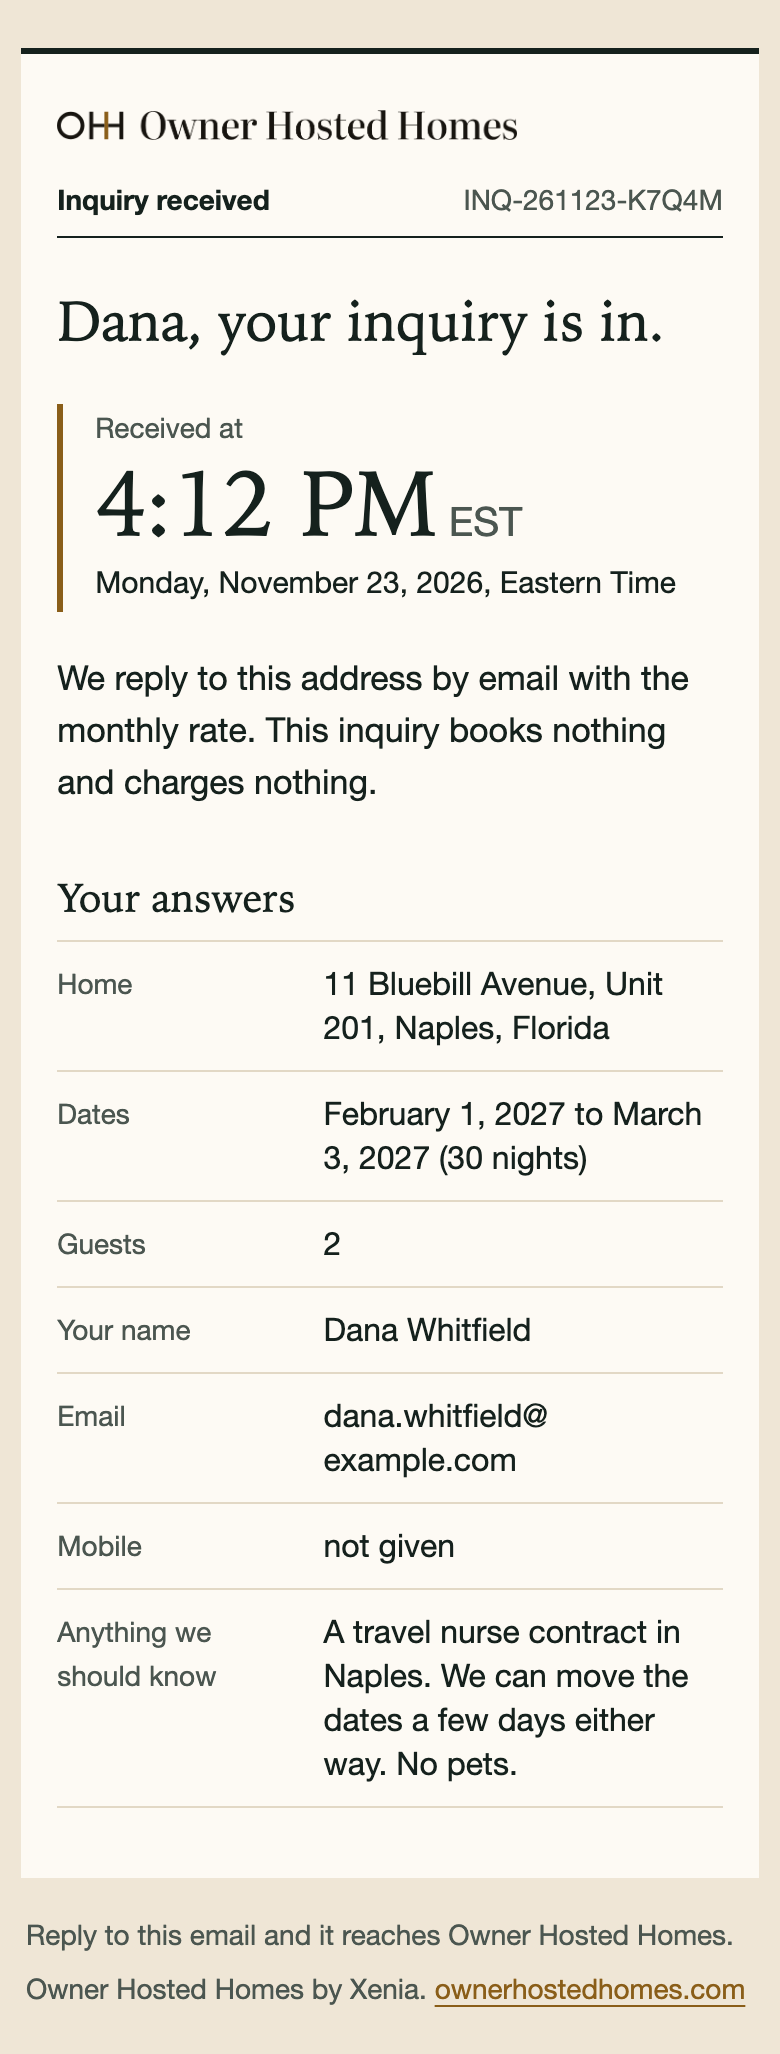 OHH Owner Hosted Homes
Inquiry received INQ-261123-K7Q4M
Dana, your inquiry is in.
Received at
4:12 PM EST
Monday, November 23, 2026, Eastern Time
We reply to this address by email with the
monthly rate. This inquiry books nothing
and charges nothing.
Your answers
Home 11 Bluebill Avenue, Unit
201, Naples, Florida
Dates February 1, 2027 to March
3, 2027 (30 nights)
Guests 2
Your name Dana Whitfield
Email dana.whitfield@
example.com
Mobile not given
Anything we A travel nurse contract in
should know Naples. We can move the
dates a few days either
way. No pets.
Reply to this email and it reaches Owner Hosted Homes.
Owner Hosted Homes by Xenia. ownerhostedhomes.com